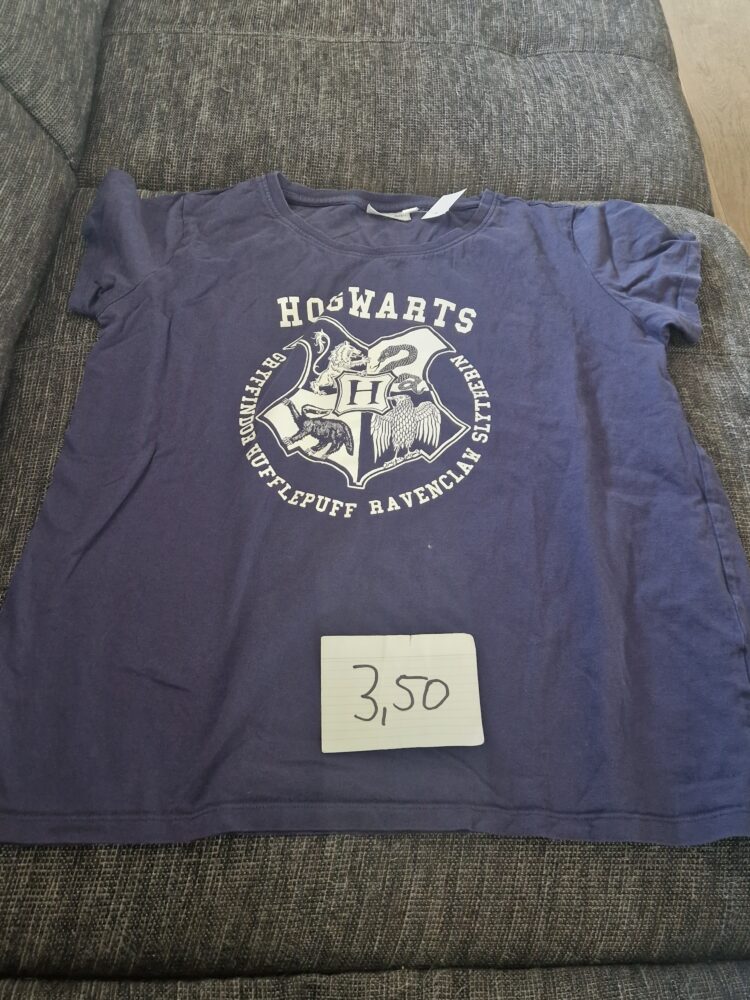 HOGWARTS
H
GRYFFINDOR HUFFLEPUFF RAVENCLAW SLYTHERIN
3,50